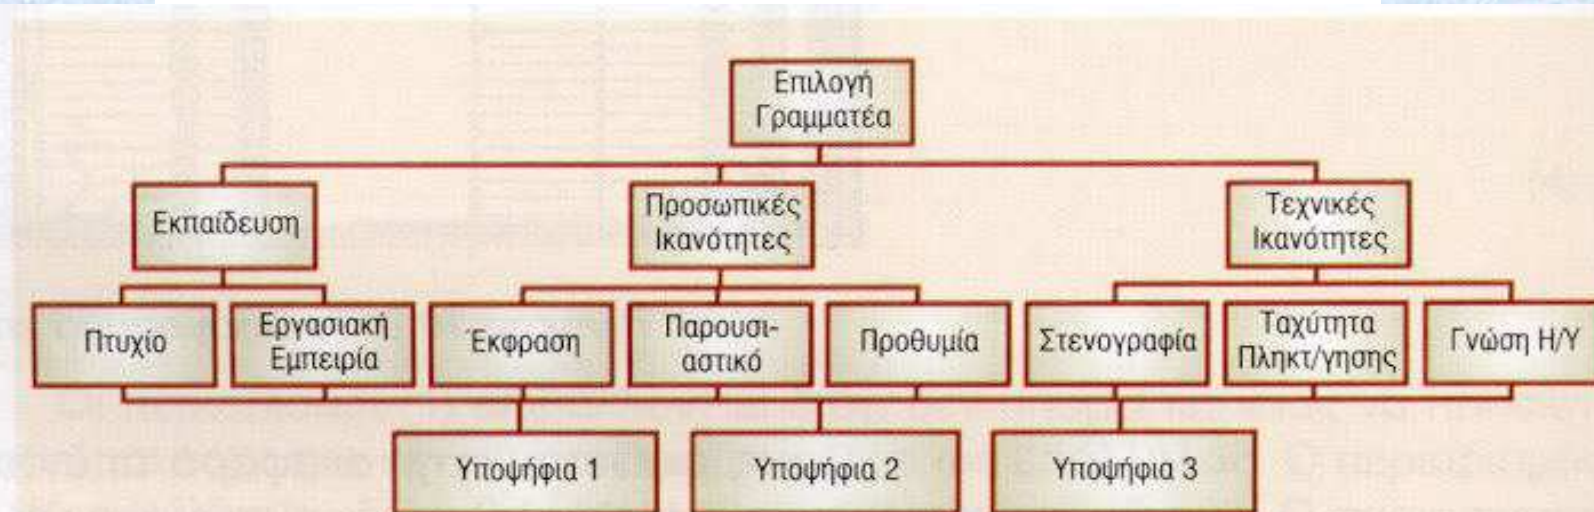 Επιλογή
Γραμματέα
Εκπαίδευση
Προσωπικές
Ικανότητες
Τεχνικές
Ικανότητες
Πτυχίο
Εργασιακή
Εμπειρία
Έκφραση
Παρουσι-
αστικό
Προθυμία
Στενογραφία
Ταχύτητα
Πληκτ/γησης
Γνώση Η/Υ
Υποψήφια 1
Υποψήφια 2
Υποψήφια 3